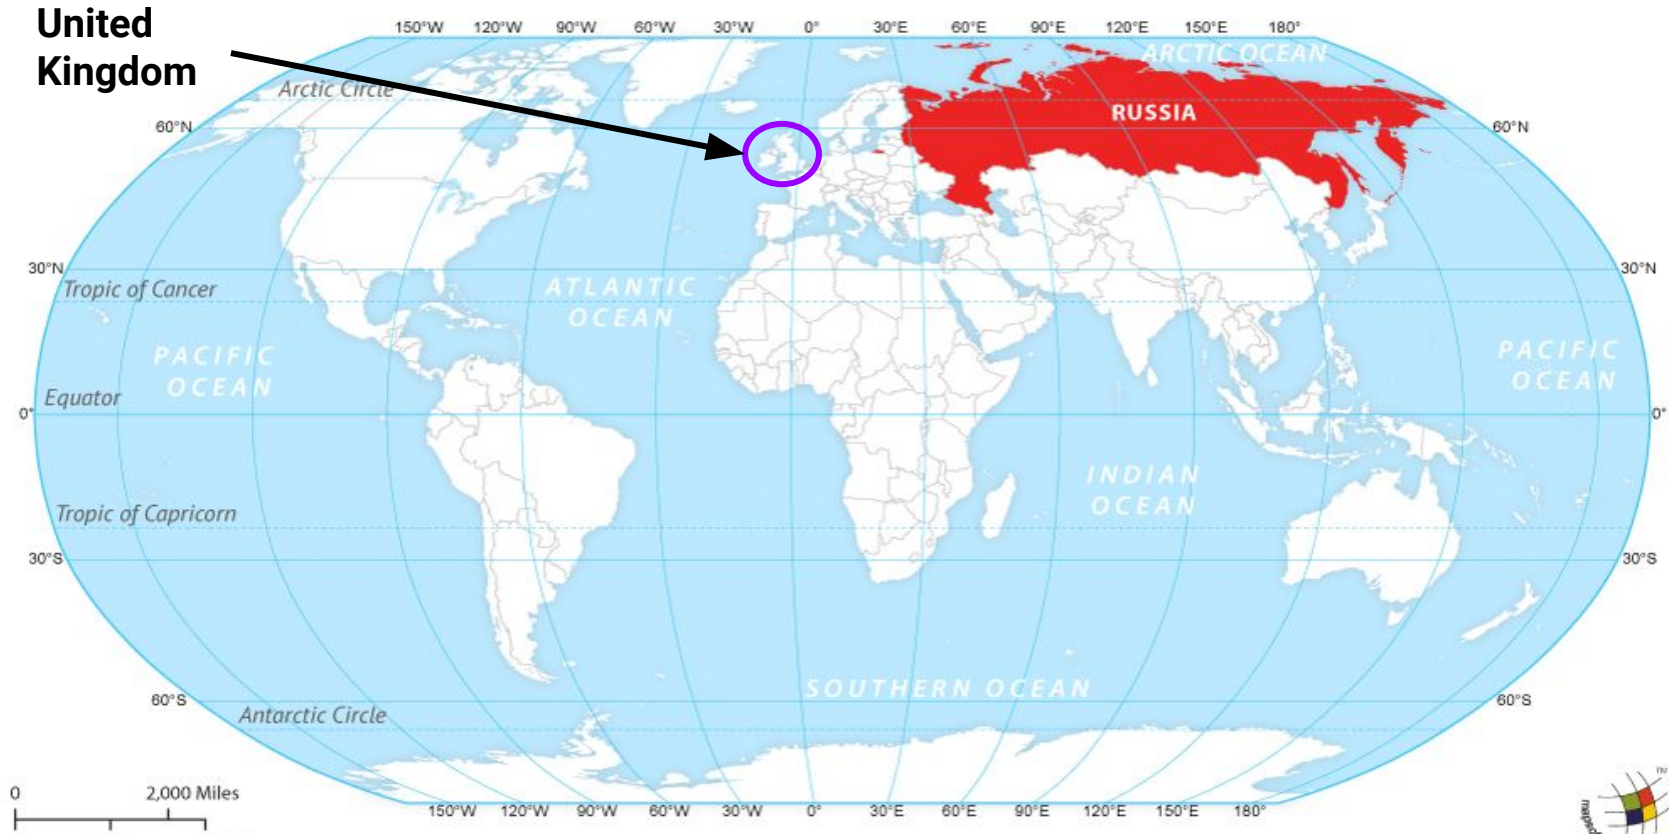 United
Kingdom
150°W 120°W 90°W 60°W 30°W 0° 30°E 60°E 90°E 120°E 150°E 180°
ARCTIC OCEAN
Arctic Circle
RUSSIA
60°N 60°N
30°N 30°N
Tropic of Cancer
ATLANTIC
OCEAN
PACIFIC
OCEAN
PACIFIC
OCEAN
Equator
0° 0°
INDIAN
OCEAN
Tropic of Capricorn
30°S 30°S
SOUTHERN OCEAN
60°S 60°S
Antarctic Circle
0 2,000 Miles
150°W 120°W 90°W 60°W 30°W 0° 30°E 60°E 90°E 120°E 150°E 180°
TM